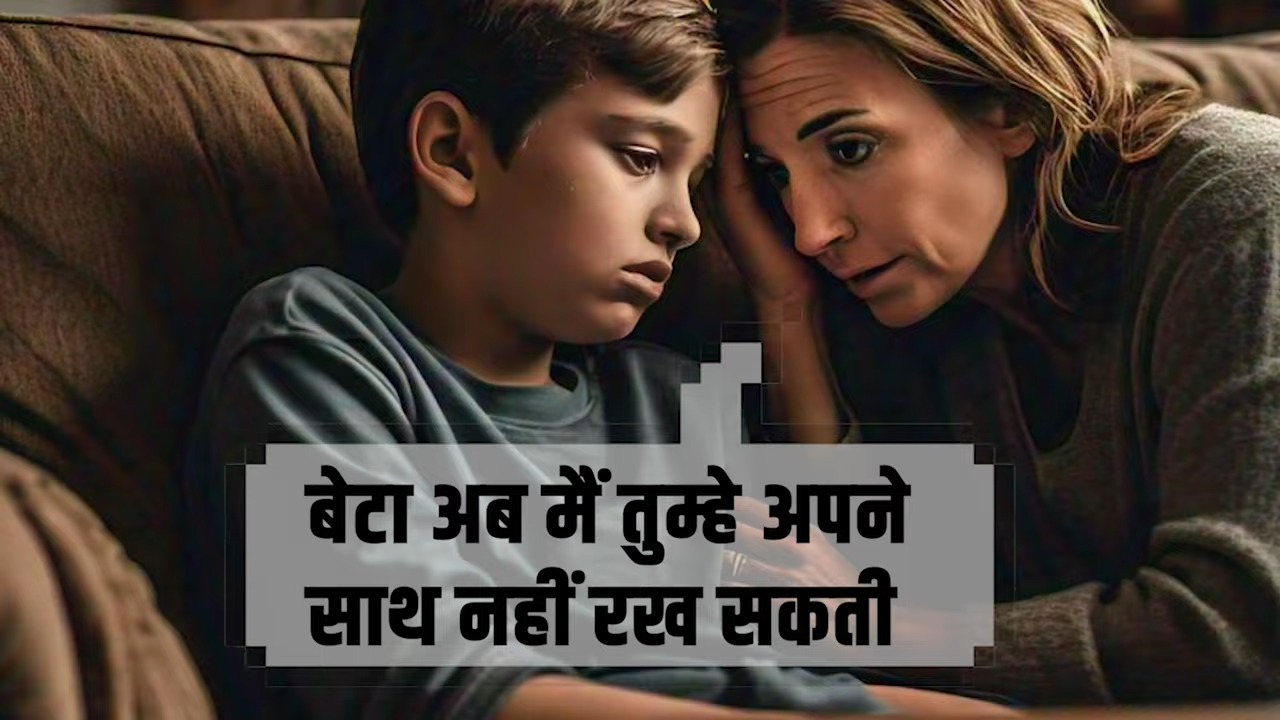 बेटा अब मैं तुम्हे अपने
साथ नहीं रख सकती